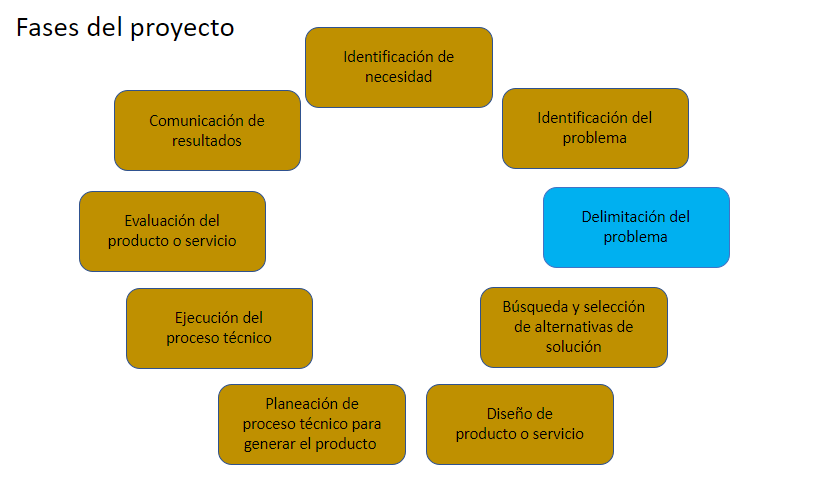 Fases del proyecto
Identificación de
necesidad
Identificación del
problema
Delimitación del
problema
Búsqueda y selección
de alternativas de
solución
Diseño de
producto o servicio
Planeación de
proceso técnico para
generar el producto
Ejecución del
proceso técnico
Evaluación del
producto o servicio
Comunicación de
resultados